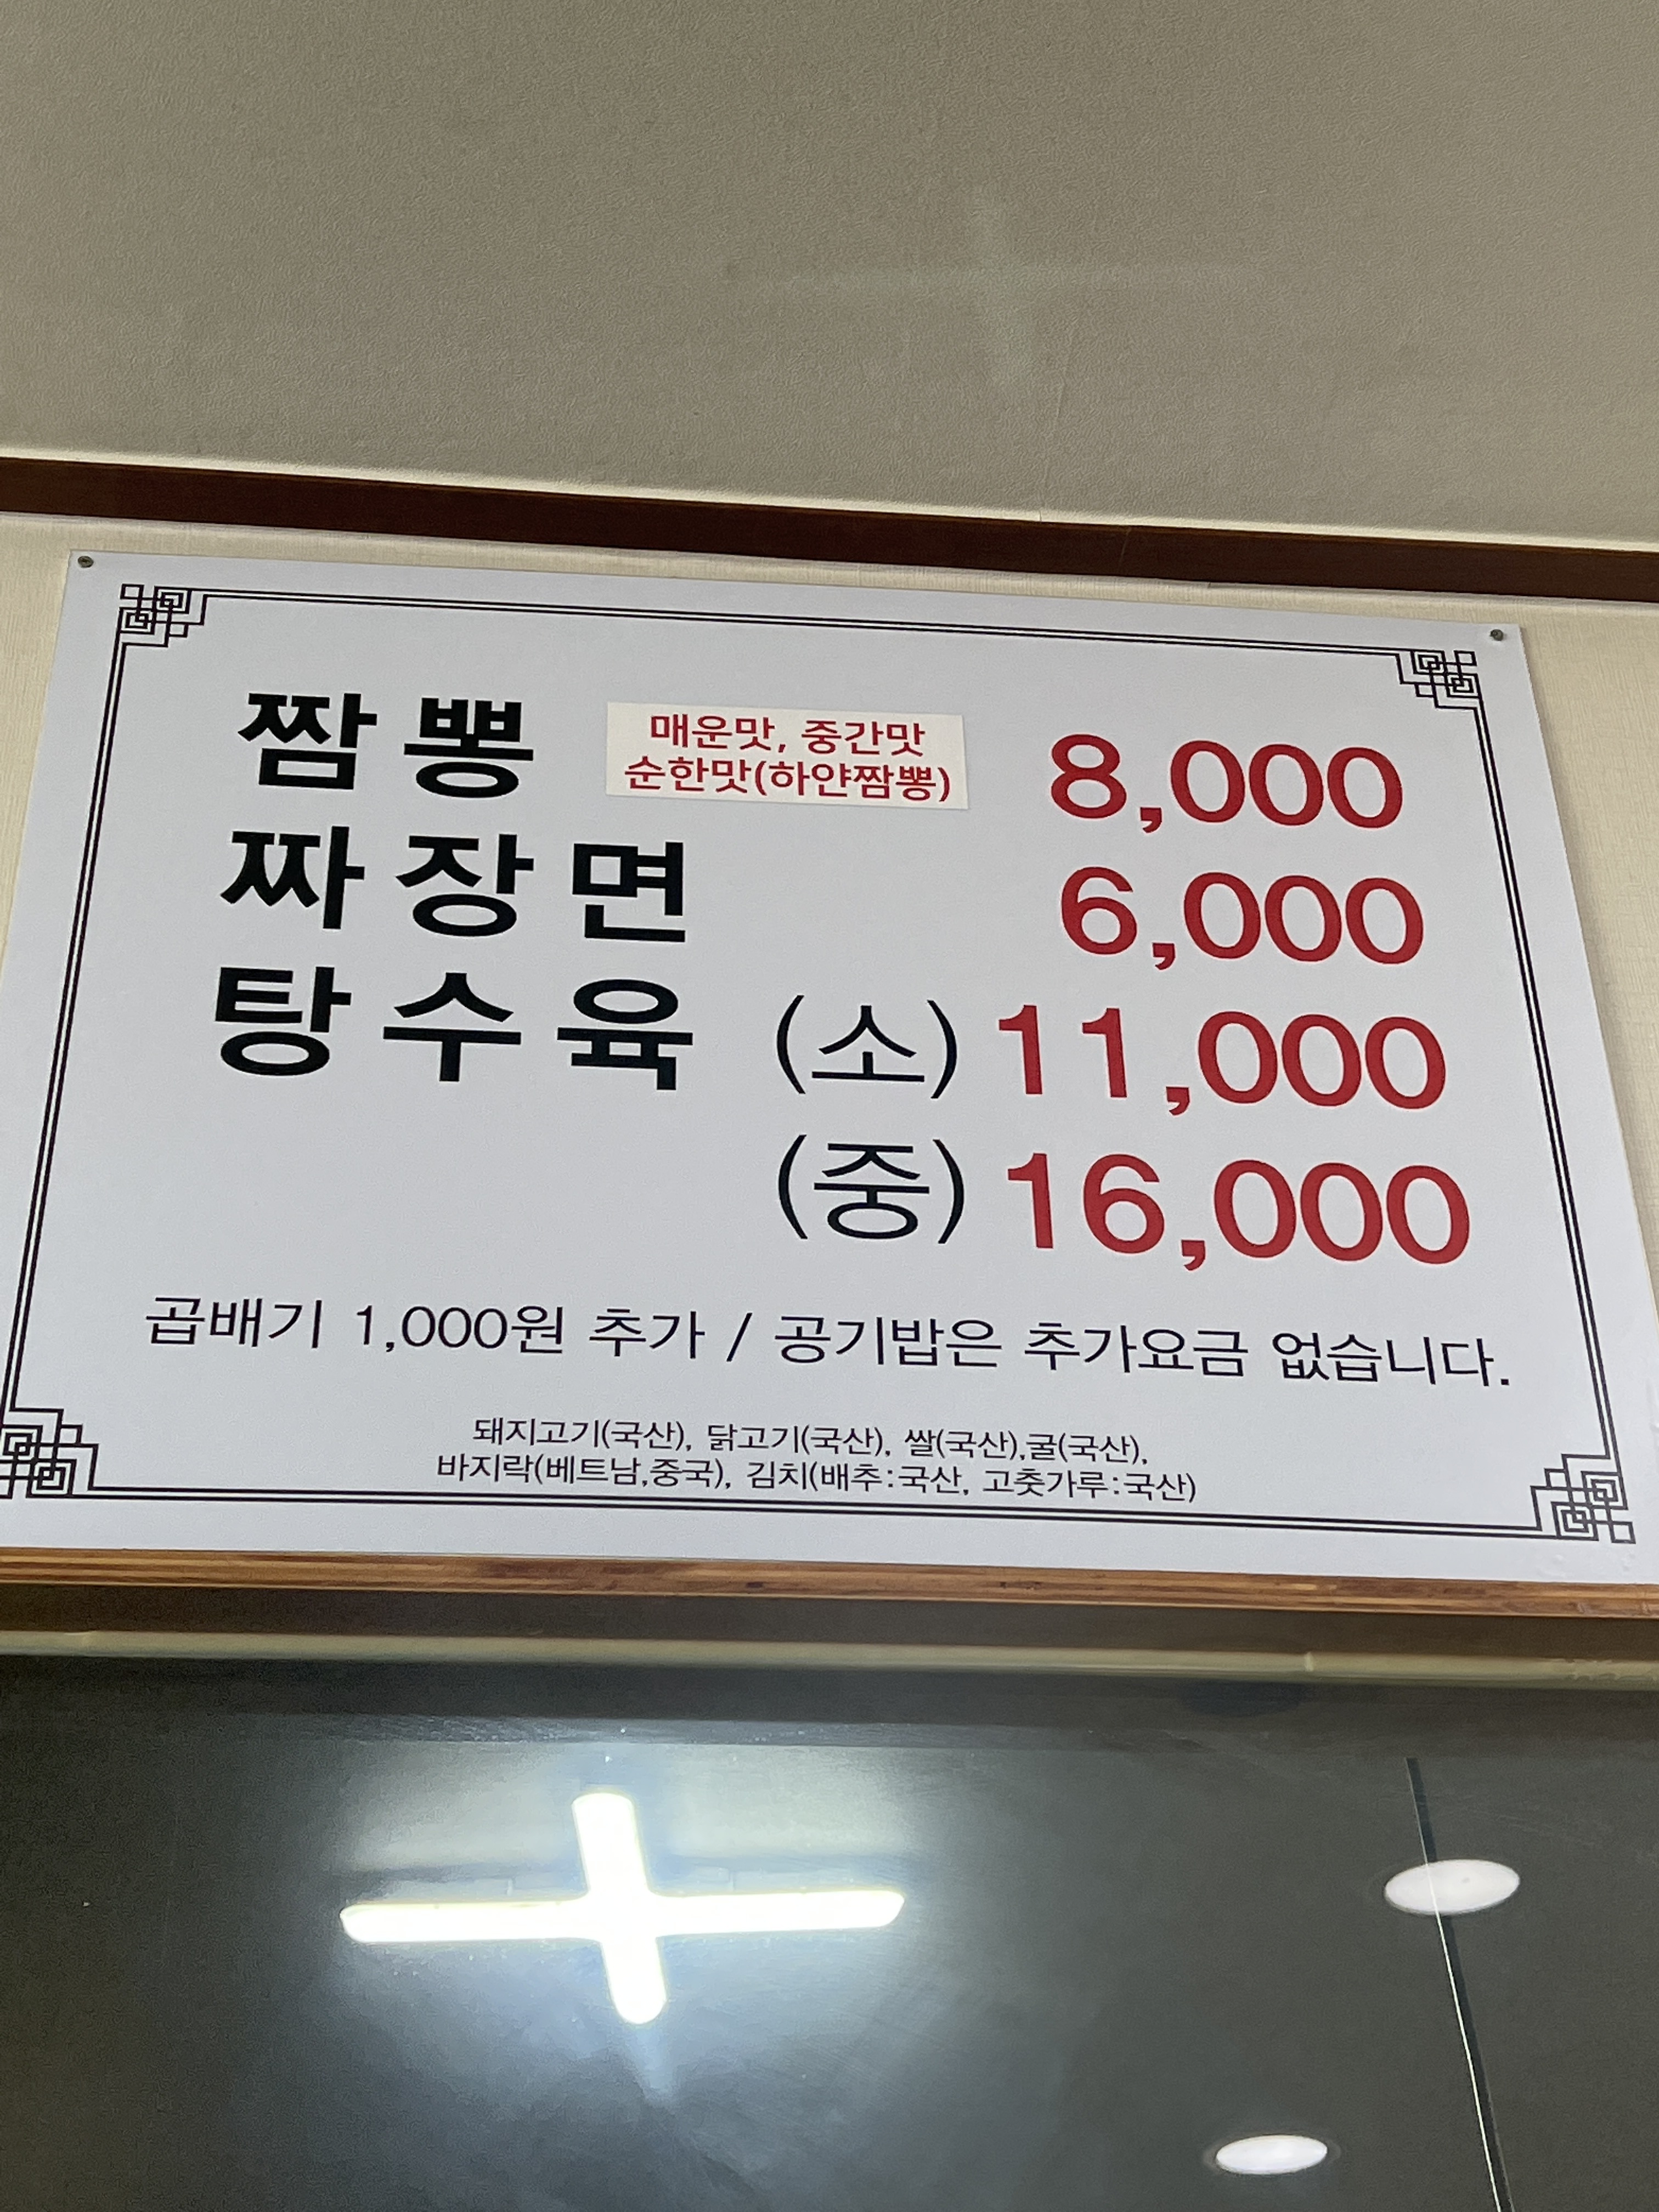 짬뽕 매운맛, 중간맛 8,000
순한맛(하얀짬뽕)
짜장면 6,000
탕수육 (소) 11,000
(중) 16,000
곱배기 1,000원 추가 / 공기밥은 추가요금 없습니다.
돼지고기(국산), 닭고기(국산), 쌀(국산),굴(국산),
바지락(베트남,중국), 김치(배추:국산, 고춧가루:국산)